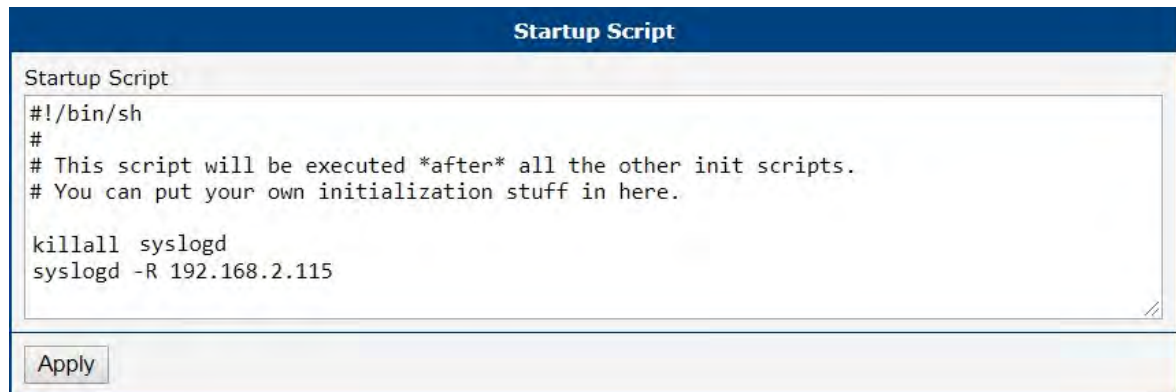 Startup Script
Startup Script
#!/bin/sh
#
# This script will be executed *after* all the other init scripts.
# You can put your own initialization stuff in here.
killall syslogd
syslogd -R 192.168.2.115
Apply